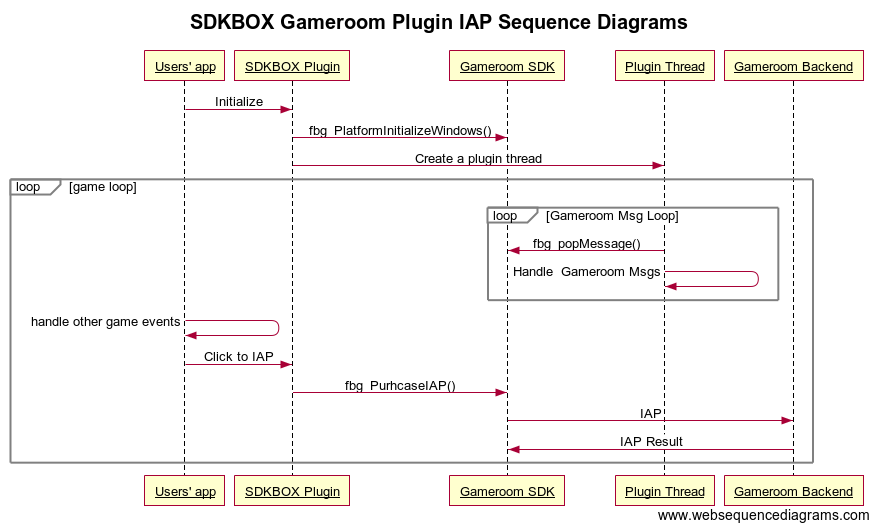 SDKBOX Gameroom Plugin IAP Sequence Diagrams
Users' app SDKBOX Plugin Gameroom SDK Plugin Thread Gameroom Backend
Initialize
fbg_PlatformInitializeWindows()
Create a plugin thread
loop [game loop]
loop [Gameroom Msg Loop]
fbg_popMessage()
Handle Gameroom Msgs
handle other game events
Click to IAP
fbg_PurhcaseIAP()
IAP
IAP Result
Users' app SDKBOX Plugin Gameroom SDK Plugin Thread Gameroom Backend
www.websequencediagrams.com